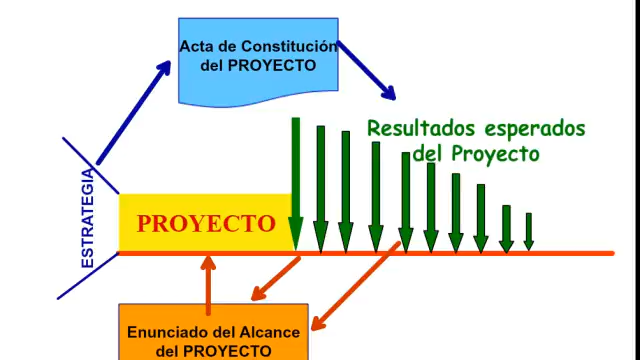 Acta de Constitución
del PROYECTO
Resultados esperados
del Proyecto
ESTRATEGIA
PROYECTO
Enunciado del Alcance
del PROYECTO